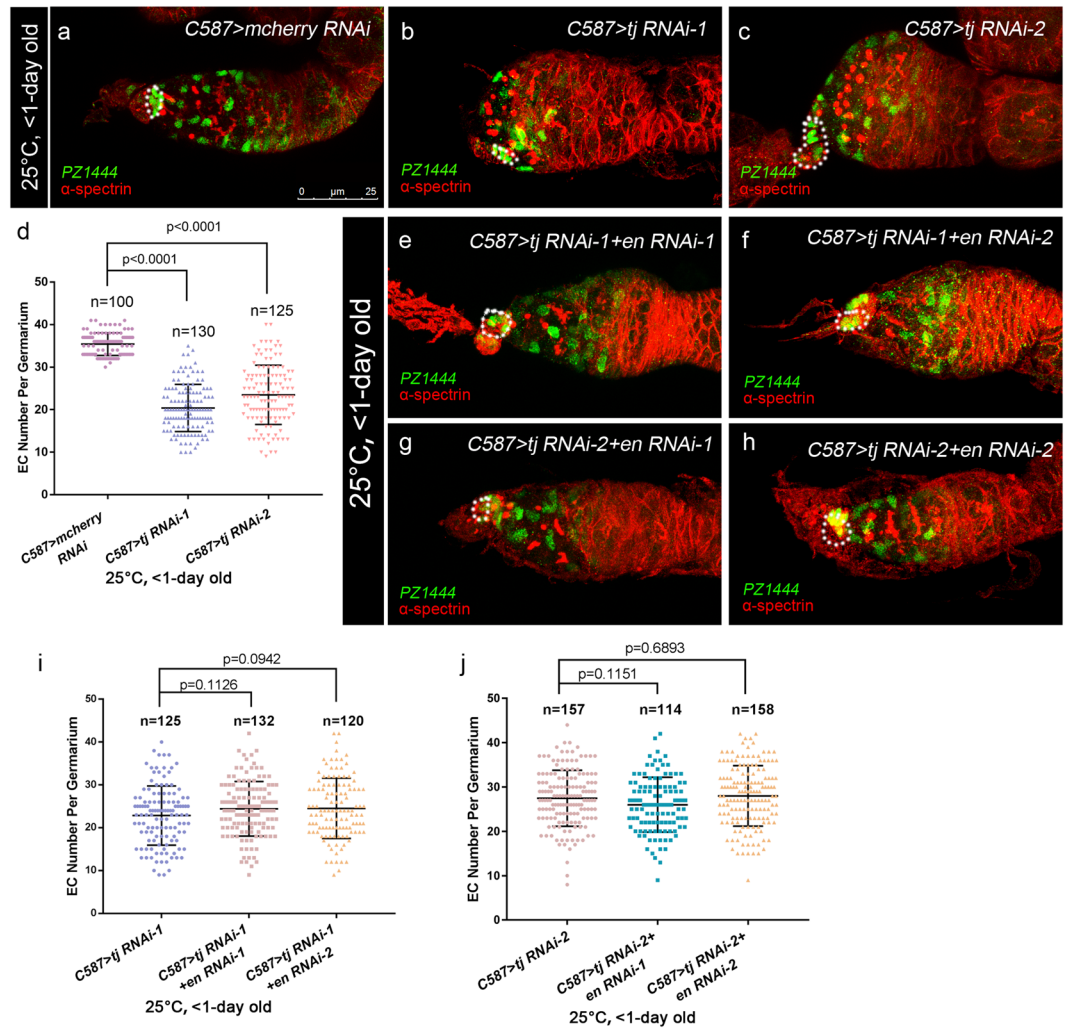 25°C, <1-day old
a
C587>mcherry RNAi
PZ1444
α-spectrin
0 µm 25
b
C587>tj RNAi-1
PZ1444
α-spectrin
c
C587>tj RNAi-2
PZ1444
α-spectrin
d
p<0.0001
p<0.0001
n=100
n=130
n=125
EC Number Per Germarium
50
40
30
20
10
0
C587>mcherry
RNAi
C587>tj RNAi-1
C587>tj RNAi-2
25°C, <1-day old
25°C, <1-day old
e
C587>tj RNAi-1+en RNAi-1
PZ1444
α-spectrin
f
C587>tj RNAi-1+en RNAi-2
PZ1444
α-spectrin
g
C587>tj RNAi-2+en RNAi-1
PZ1444
α-spectrin
h
C587>tj RNAi-2+en RNAi-2
PZ1444
α-spectrin
i
p=0.0942
p=0.1126
n=125
n=132
n=120
EC Number Per Germarium
50
40
30
20
10
0
C587>tj RNAi-1
C587>tj RNAi-1
+en RNAi-1
C587>tj RNAi-1
+en RNAi-2
25°C, <1-day old
j
p=0.6893
p=0.1151
n=157
n=114
n=158
EC Number Per Germarium
50
40
30
20
10
0
C587>tj RNAi-2
C587>tj RNAi-2+
en RNAi-1
C587>tj RNAi-2+
en RNAi-2
25°C, <1-day old